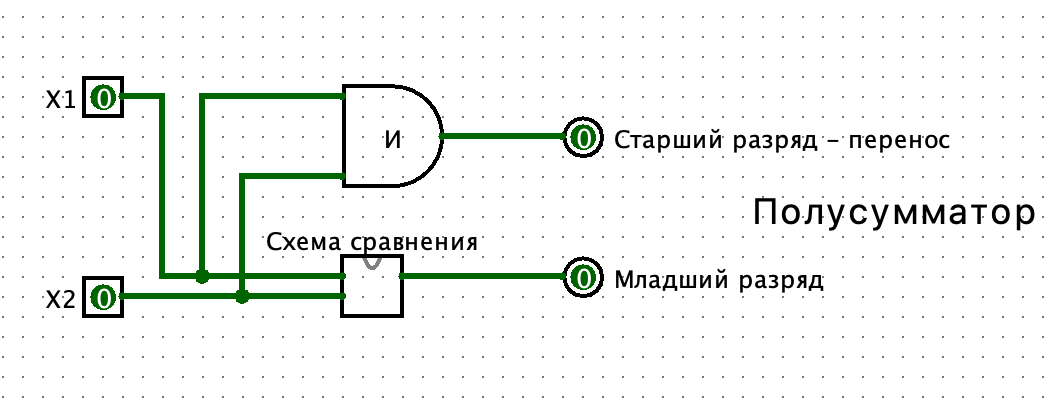 X1
0
И
0
Старший разряд – перенос
Полусумматор
Схема сравнения
X2
0
0
Младший разряд